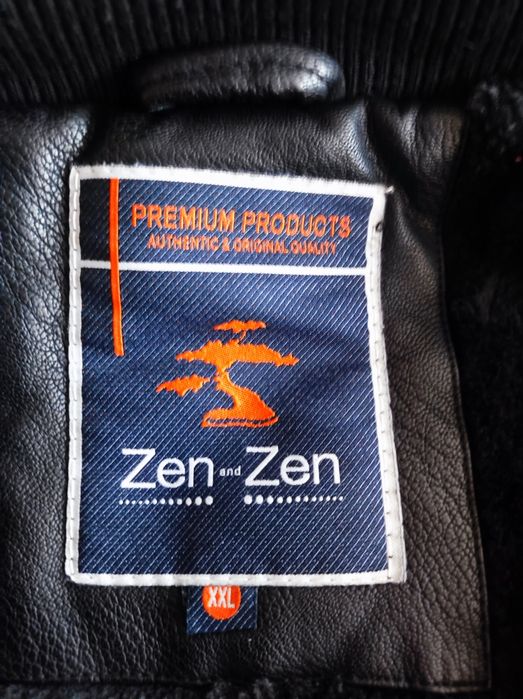 PREMIUM PRODUCTS
AUTHENTIC & ORIGINAL QUALITY
Zen and Zen
XXL